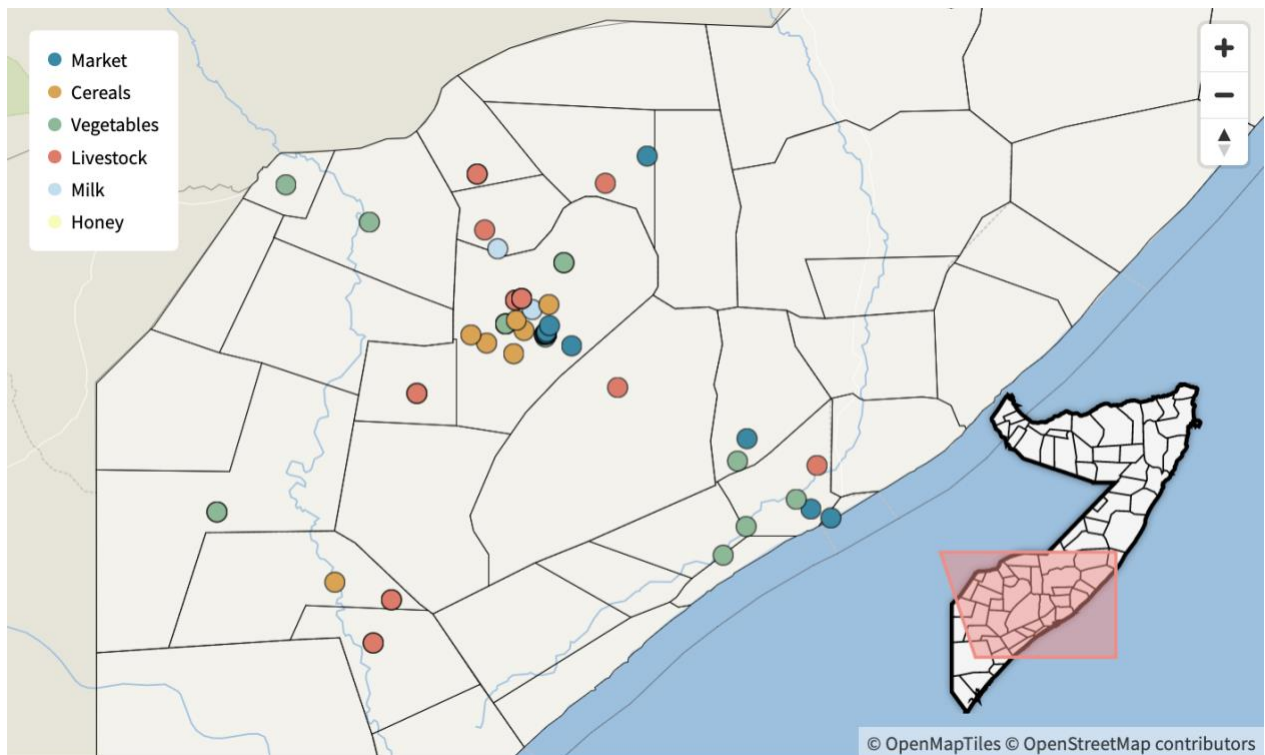 Market
Cereals
Vegetables
Livestock
Milk
Honey
+
−
© OpenMapTiles © OpenStreetMap contributors